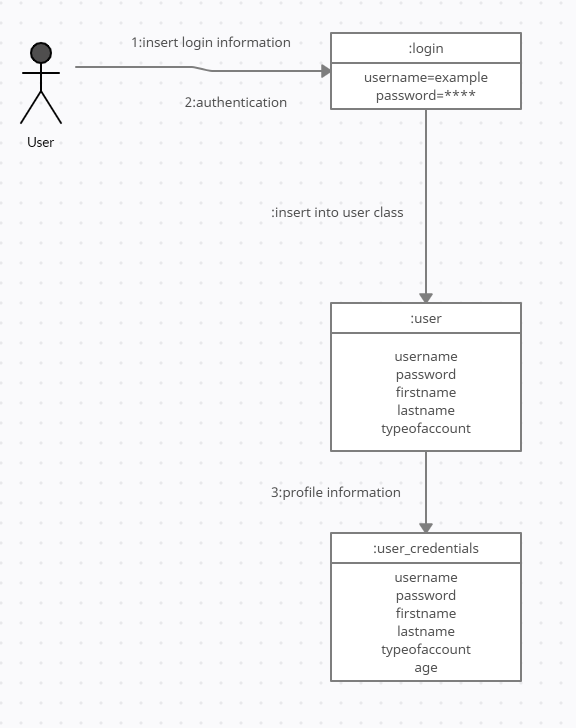 1:insert login information
:login
username=example
password=****
2:authentication
User
:insert into user class
:user
username
password
firstname
lastname
typeofaccount
3:profile information
:user_credentials
username
password
firstname
lastname
typeofaccount
age